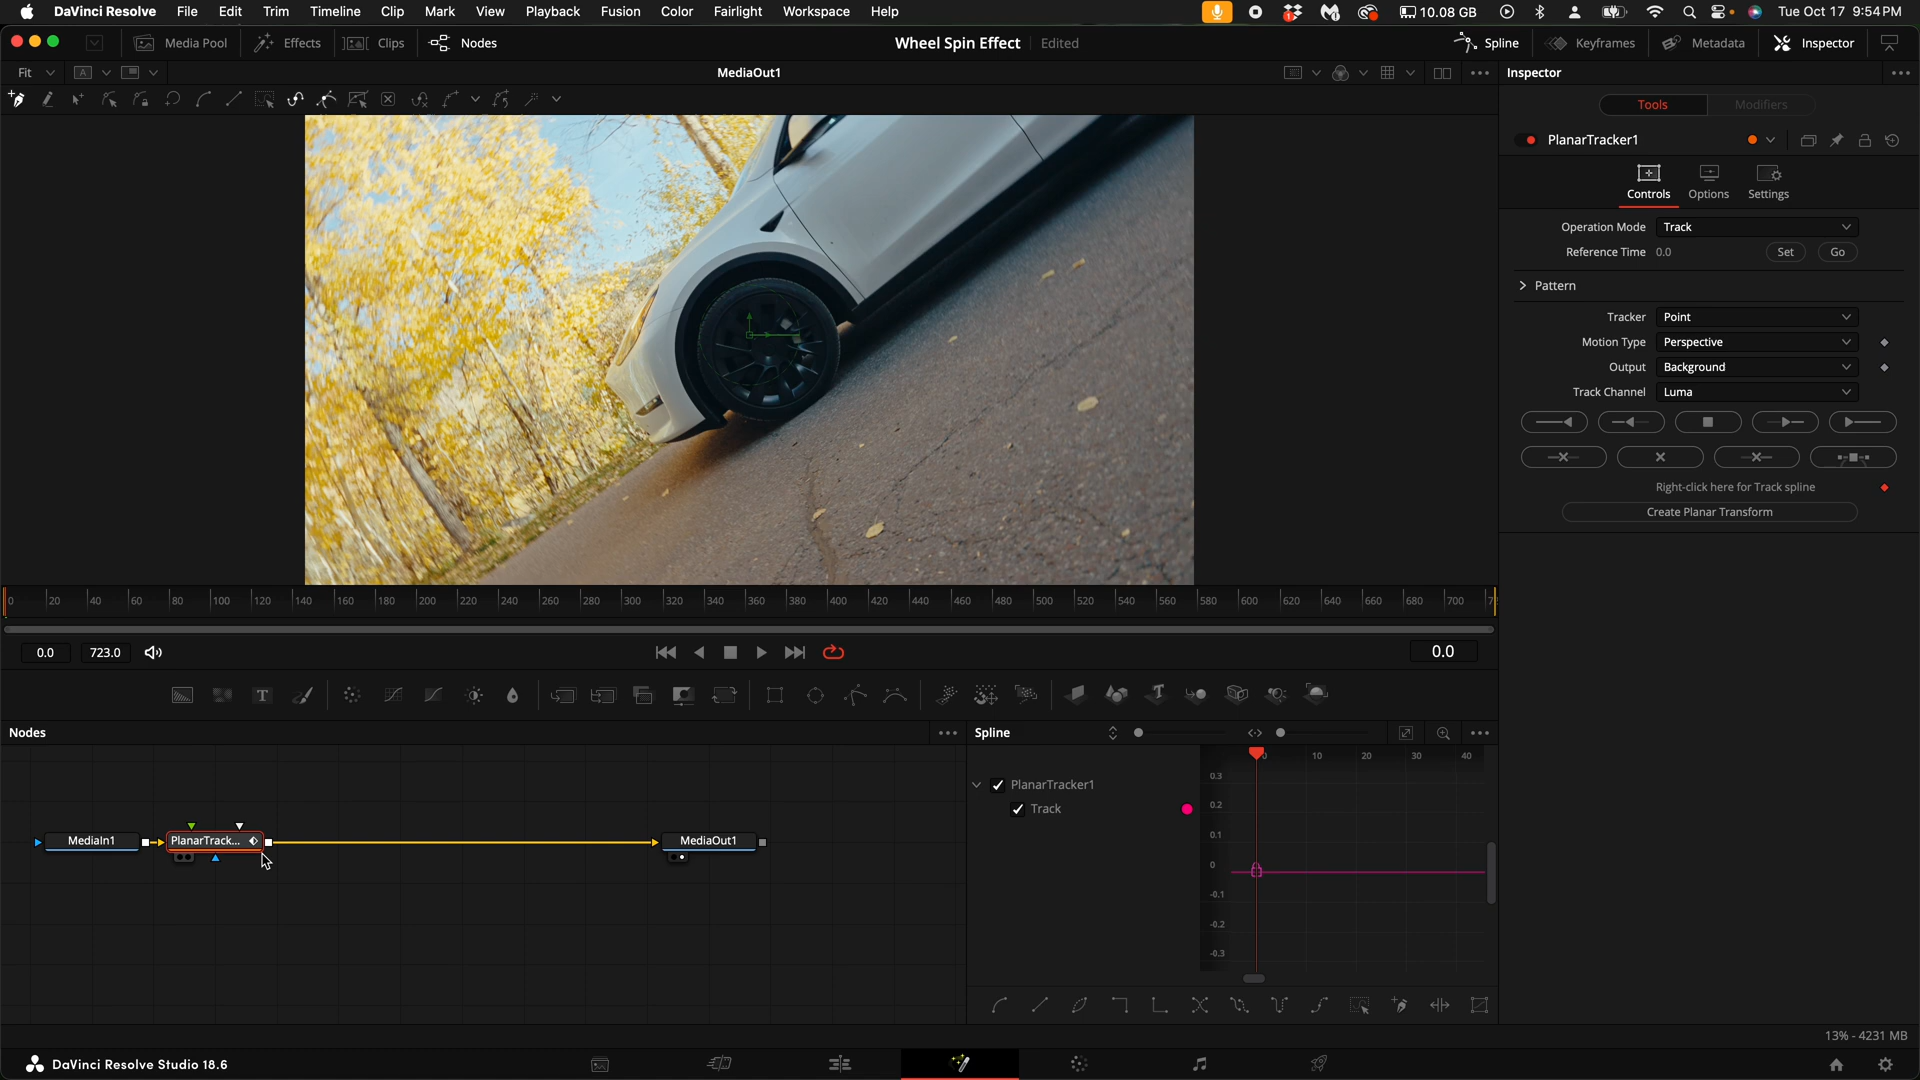 DaVinci Resolve File Edit Trim Timeline Clip Mark View Playback Fusion Color Fairlight Workspace Help 10.08 GB Tue Oct 17 9:54 PM
Media Pool Effects Clips Nodes Wheel Spin Effect Edited Spline Keyframes Metadata Inspector
Fit A MediaOut1 Inspector
Tools Modifiers
PlanarTracker1
Controls Options Settings
Operation Mode Track
Reference Time 0.0 Set Go
Pattern
Tracker Point
Motion Type Perspective
Output Background
Track Channel Luma
Right-click here for Track spline
Create Planar Transform
0 20 40 60 80 100 120 140 160 180 200 220 240 260 280 300 320 340 360 380 400 420 440 460 480 500 520 540 560 580 600 620 640 660 680 700
0.0 723.0 0.0
T T
Nodes Spline
0 10 20 30 40
PlanarTracker1
Track
0.3
0.2
0.1
0
-0.1
-0.2
-0.3
MediaIn1 PlanarTrack... MediaOut1
13% - 4231 MB
DaVinci Resolve Studio 18.6